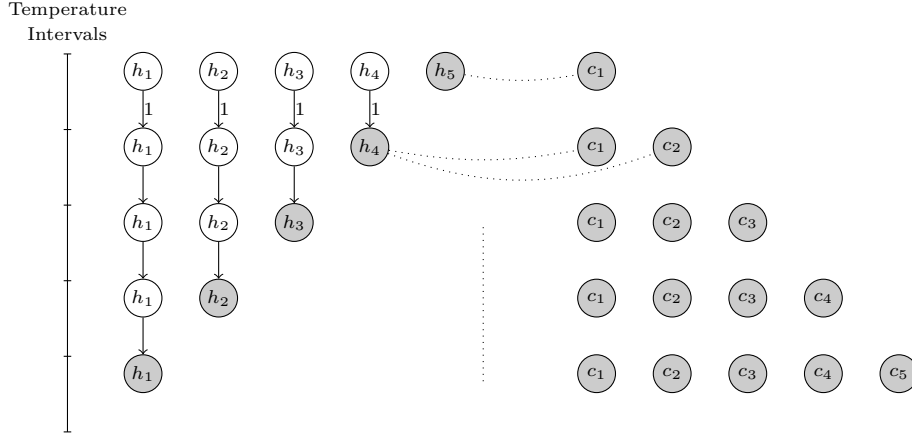 Temperature
Intervals
h₁ h₂ h₃ h₄ h₅ c₁
1 1 1 1
h₁ h₂ h₃ h₄ c₁ c₂
h₁ h₂ h₃ c₁ c₂ c₃
h₁ h₂ c₁ c₂ c₃ c₄
h₁ c₁ c₂ c₃ c₄ c₅